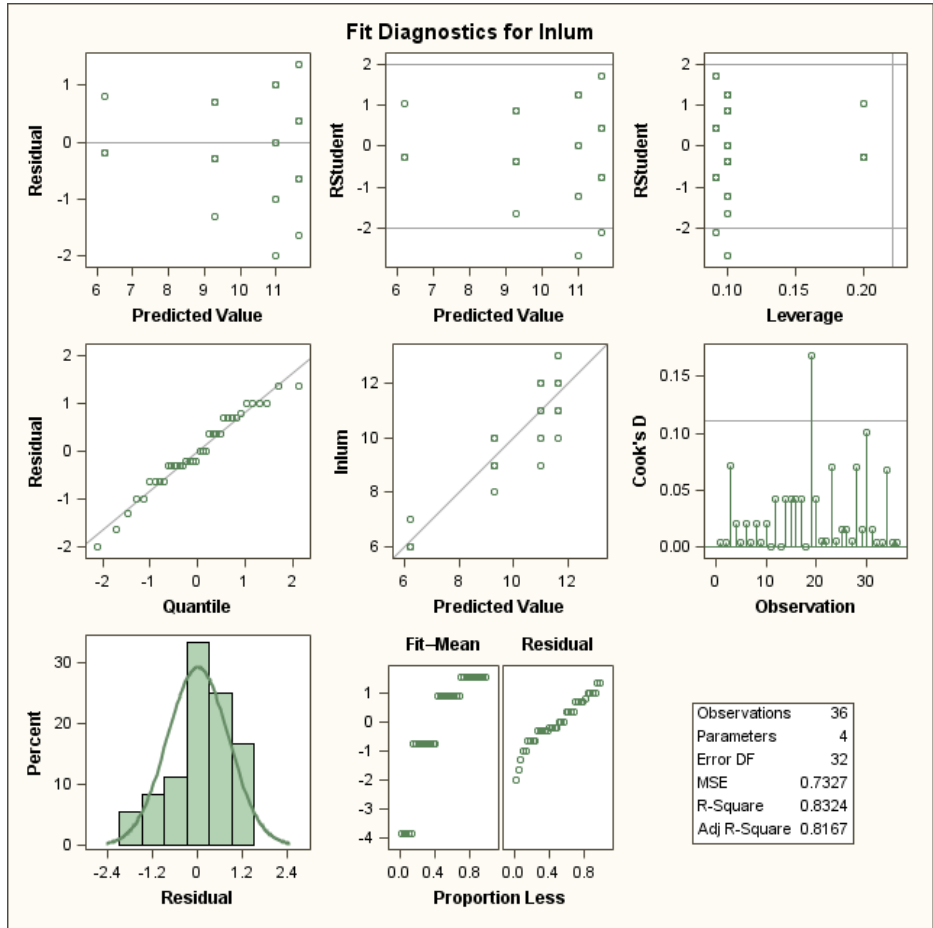 Fit Diagnostics for lnlum
Residual
1
0
-1
-2
6 7 8 9 10 11
Predicted Value
RStudent
2
1
0
-1
-2
6 7 8 9 10 11
Predicted Value
RStudent
2
1
0
-1
-2
0.10 0.15 0.20
Leverage
Residual
2
1
0
-1
-2
-2 -1 0 1 2
Quantile
lnlum
12
10
8
6
6 8 10 12
Predicted Value
Cook's D
0.15
0.10
0.05
0.00
0 10 20 30
Observation
Percent
30
20
10
0
-2.4 -1.2 0 1.2 2.4
Residual
Fit–Mean
Residual
1
0
-1
-2
-3
-4
0.0 0.4 0.8
0.0 0.4 0.8
Proportion Less
Observations 36
Parameters 4
Error DF 32
MSE 0.7327
R-Square 0.8324
Adj R-Square 0.8167